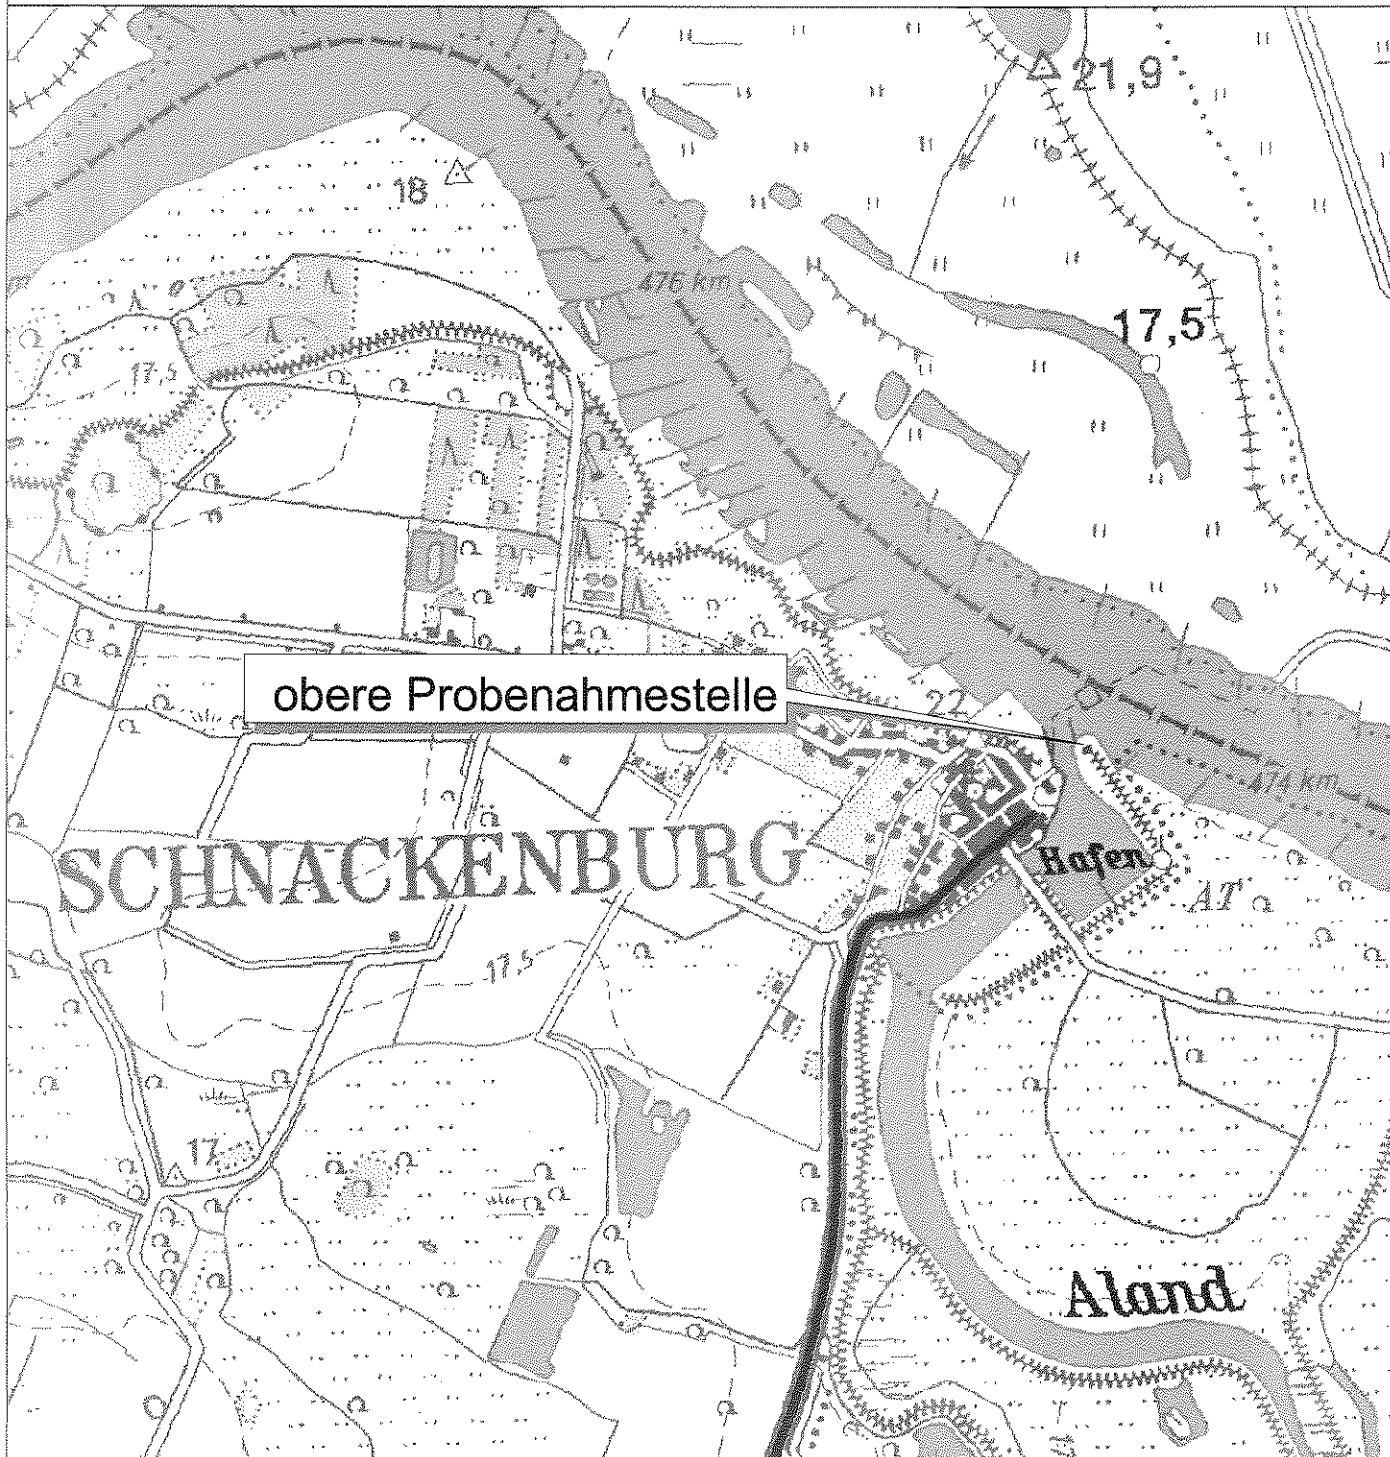 21,9
18
476 km
17,5
17,5
obere Probenahmestelle
22
474 km
SCHNACKENBURG
Hafen
AT
17,5
17
Aland